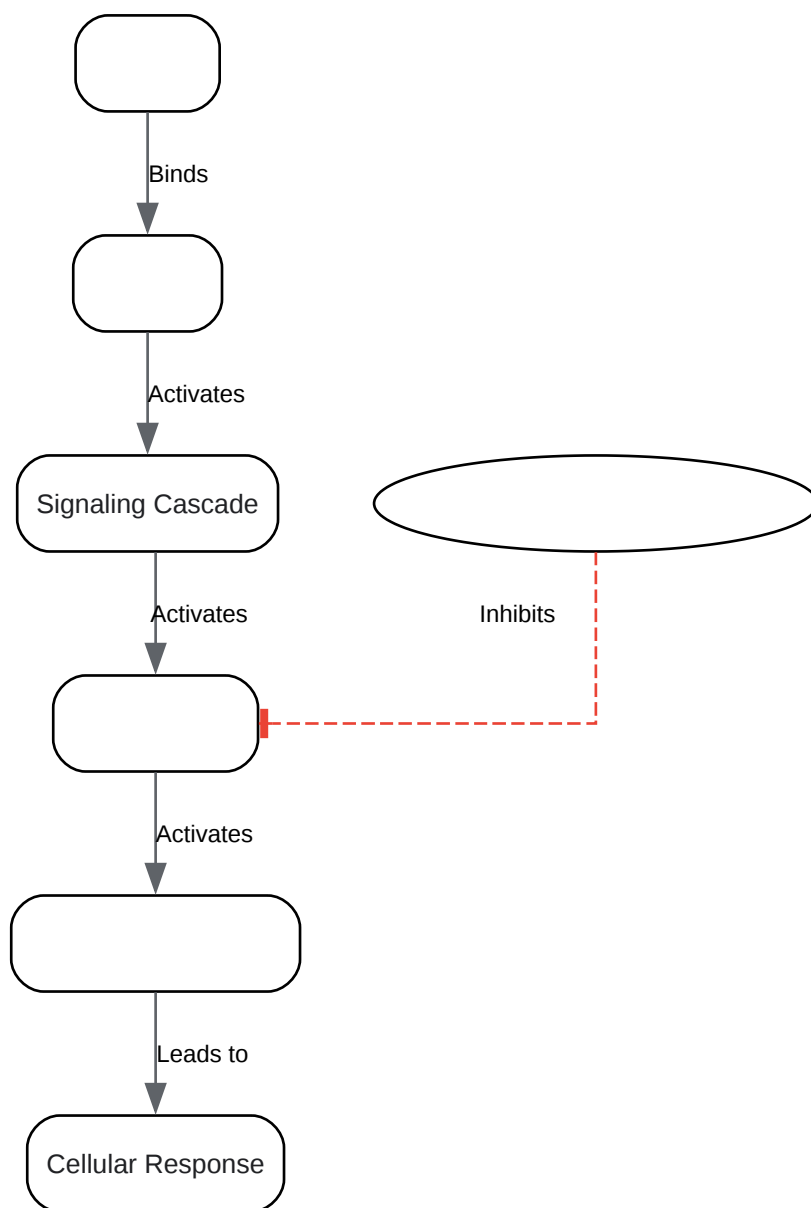 Binds
Activates
Signaling Cascade
Activates
Inhibits
Activates
Leads to
Cellular Response